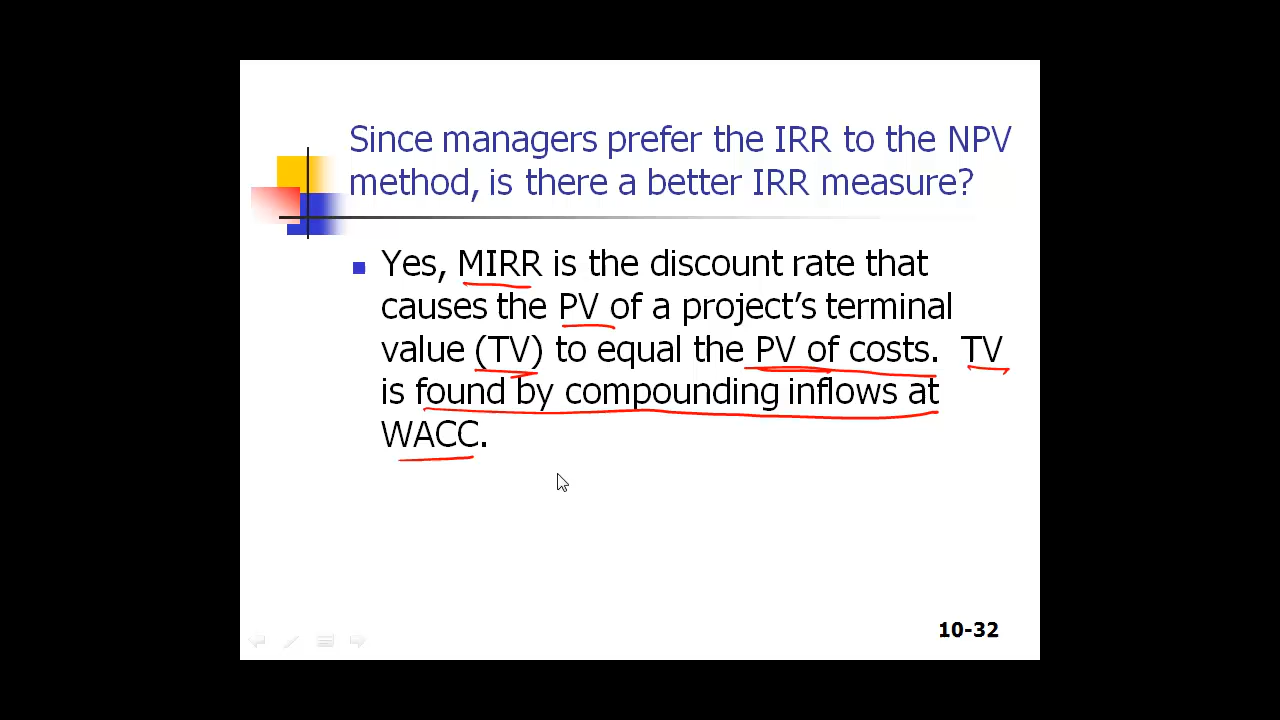 Since managers prefer the IRR to the NPV
method, is there a better IRR measure?
Yes, MIRR is the discount rate that
causes the PV of a project’s terminal
value (TV) to equal the PV of costs.  TV
is found by compounding inflows at
WACC.
10-32